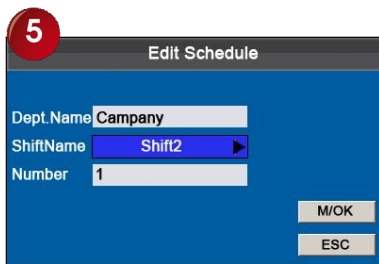 5
Edit Schedule
Dept.Name Campany
ShiftName Shift2
Number 1
M/OK
ESC